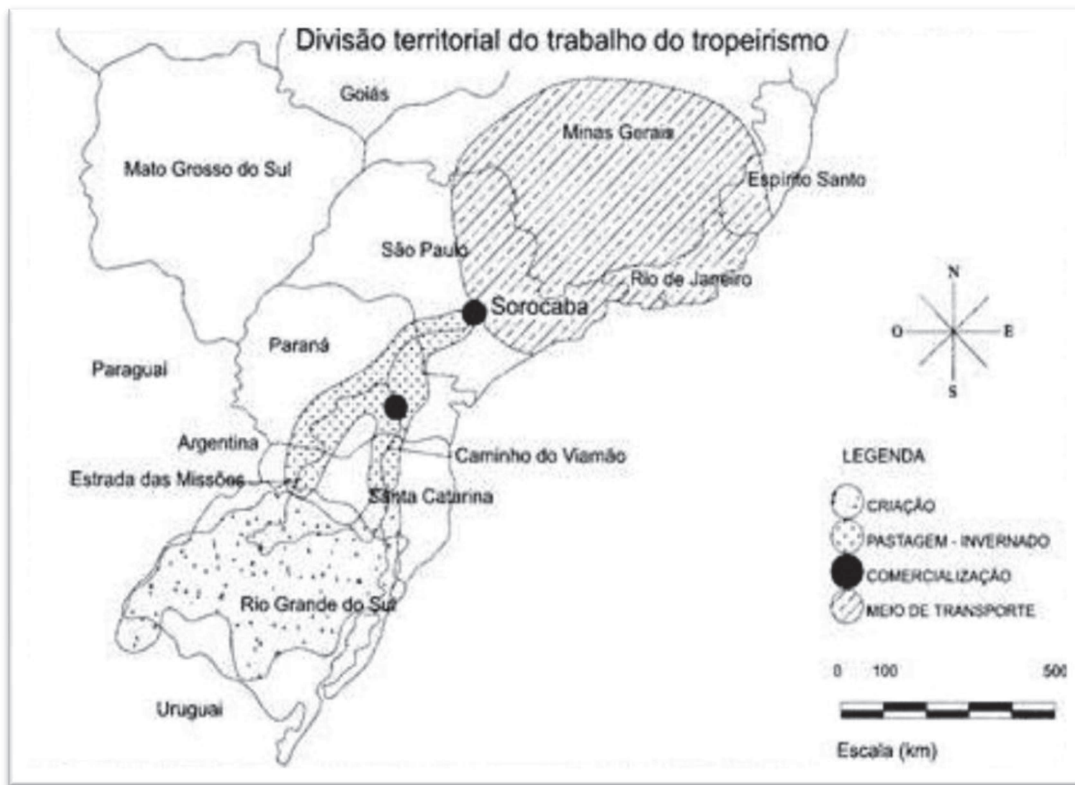 Divisão territorial do trabalho do tropeirismo
Goiás
Minas Gerais
Mato Grosso do Sul
Espírito Santo
São Paulo
Rio de Janeiro
Sorocaba
N
O
E
S
Paraná
Paraguai
Argentina
Caminho do Viamão
Estrada das Missões
Santa Catarina
Rio Grande do Sul
Uruguai
LEGENDA
CRIAÇÃO
PASTAGEM - INVERNADO
COMERCIALIZAÇÃO
MEIO DE TRANSPORTE
0 100 500
Escala (km)